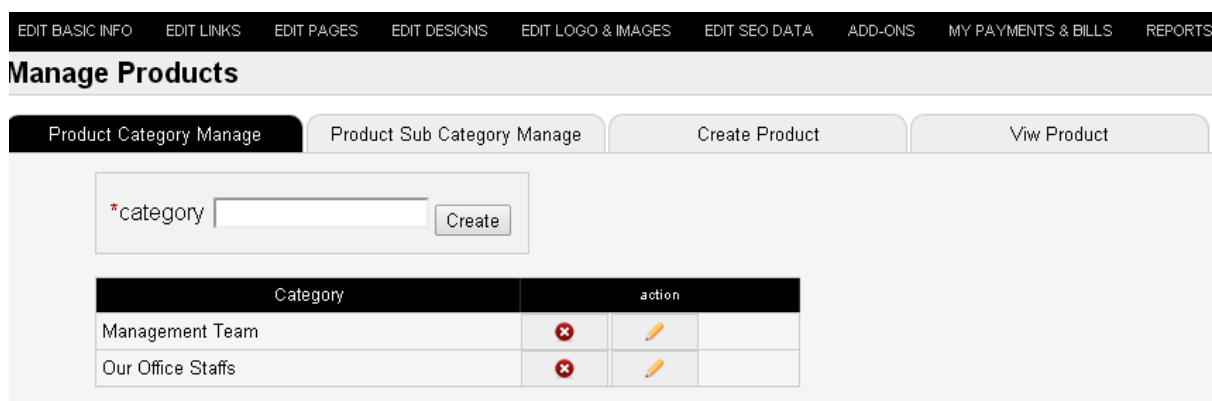 EDIT BASIC INFO EDIT LINKS EDIT PAGES EDIT DESIGNS EDIT LOGO & IMAGES EDIT SEO DATA ADD-ONS MY PAYMENTS & BILLS REPORTS
Manage Products
Product Category Manage Product Sub Category Manage Create Product Viw Product
*category Create
Category action
Management Team
Our Office Staffs